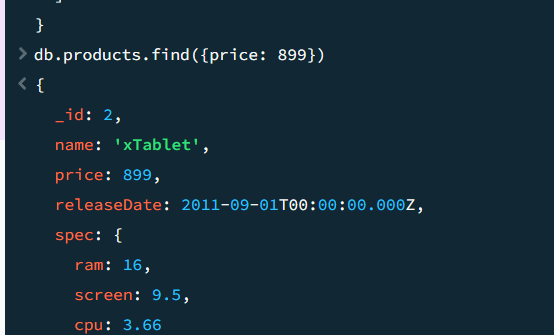 }
> db.products.find({price: 899})
< {
_id: 2,
name: 'xTablet',
price: 899,
releaseDate: 2011-09-01T00:00:00.000Z,
spec: {
ram: 16,
screen: 9.5,
cpu: 3.66